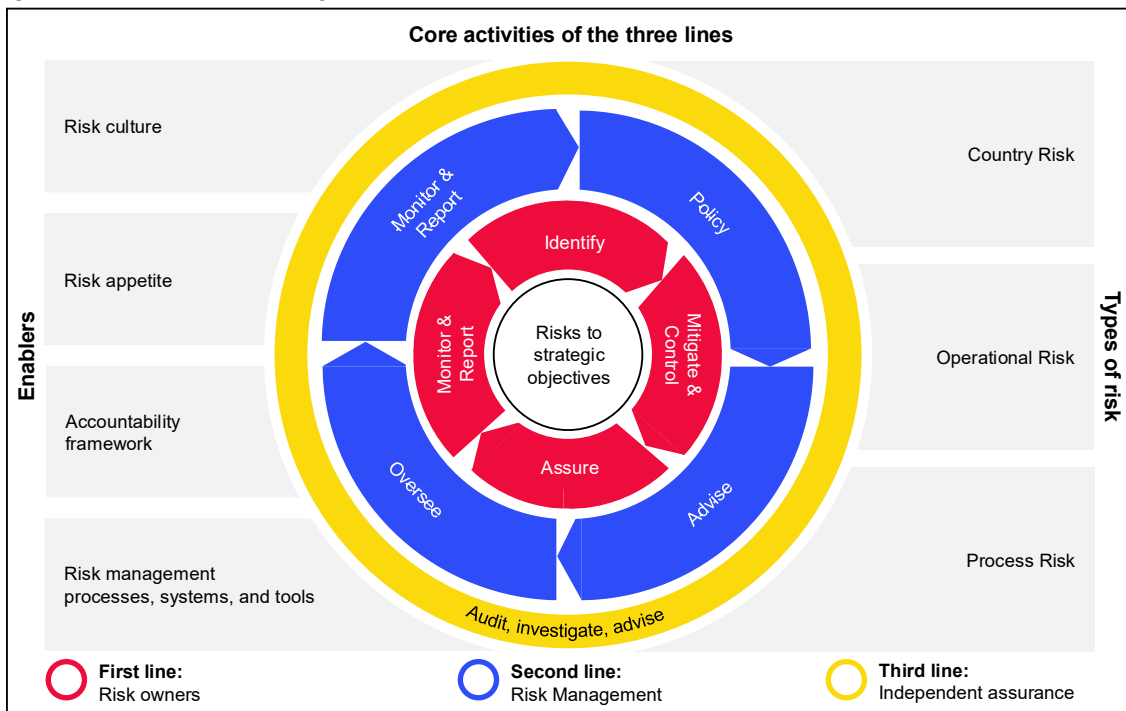 Core activities of the three lines
Enablers
Risk culture
Risk appetite
Accountability
framework
Risk management
processes, systems, and tools
Monitor &
Report
Policy
Advise
Oversee
Identify
Mitigate &
Control
Assure
Monitor &
Report
Risks to
strategic
objectives
Audit, investigate, advise
Types of risk
Country Risk
Operational Risk
Process Risk
First line:
Risk owners
Second line:
Risk Management
Third line:
Independent assurance